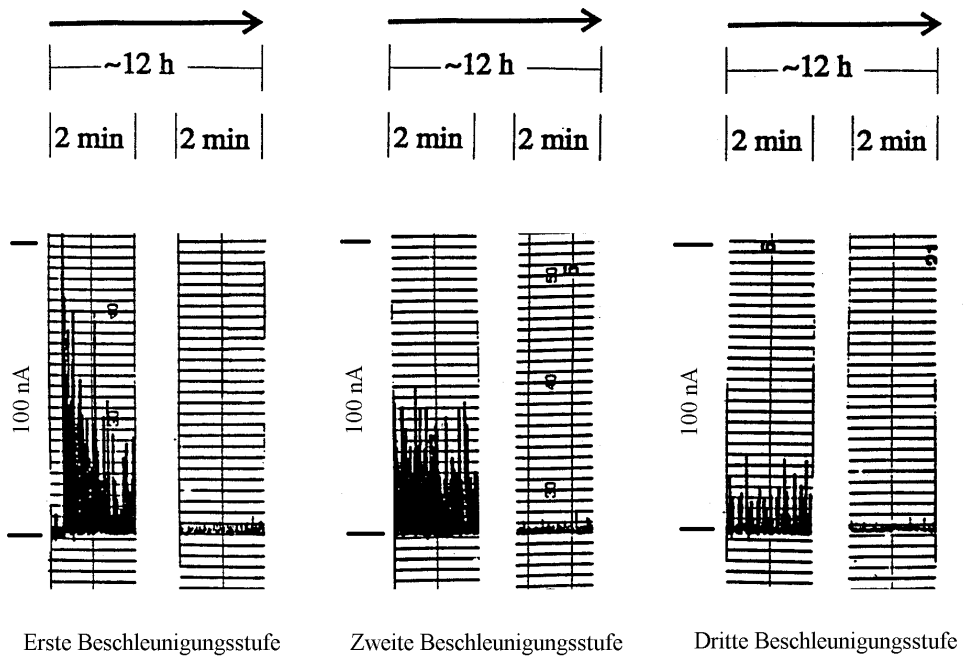 ~12 h ~12 h ~12 h
2 min 2 min 2 min 2 min 2 min 2 min
100 nA
40
30
100 nA
50
40
30
100 nA
Erste Beschleunigungsstufe Zweite Beschleunigungsstufe Dritte Beschleunigungsstufe